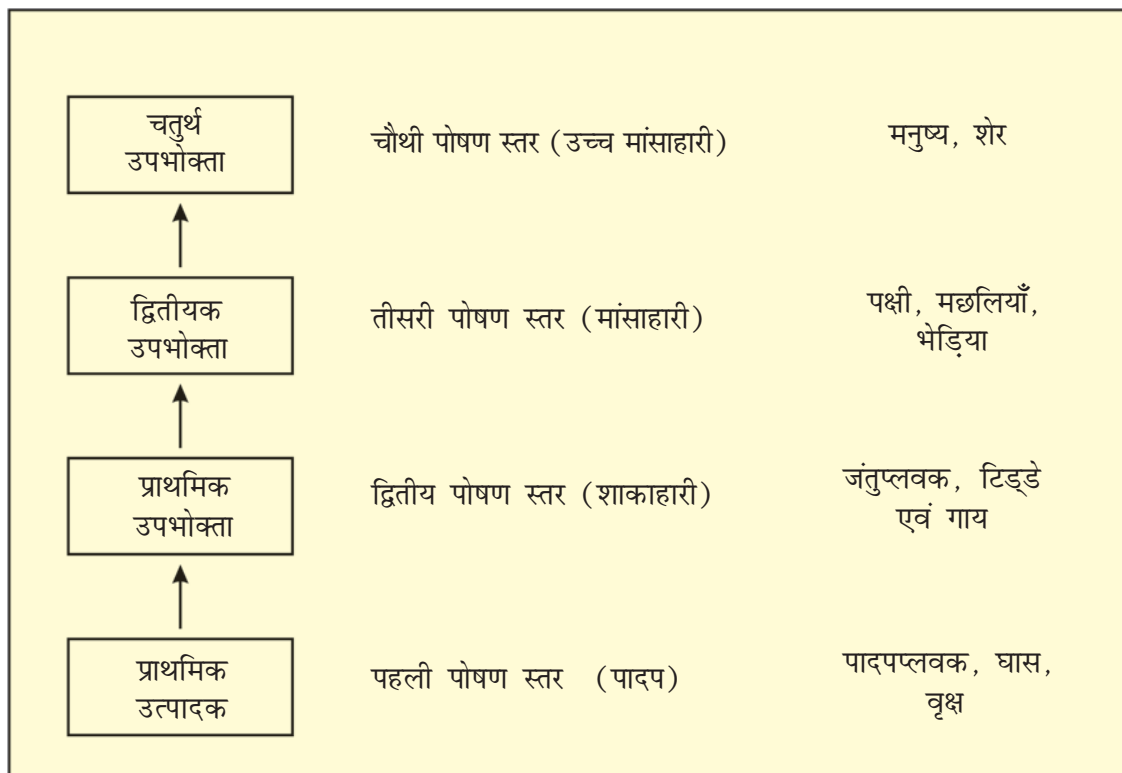 चतुर्थ
उपभोक्ता
चौथी पोषण स्तर (उच्च मांसाहारी)
मनुष्य, शेर
द्वितीयक
उपभोक्ता
तीसरी पोषण स्तर (मांसाहारी)
पक्षी, मछलियाँ,
भेड़िया
प्राथमिक
उपभोक्ता
द्वितीय पोषण स्तर (शाकाहारी)
जंतुप्लवक, टिड्डे
एवं गाय
प्राथमिक
उत्पादक
पहली पोषण स्तर (पादप)
पादपप्लवक, घास,
वृक्ष